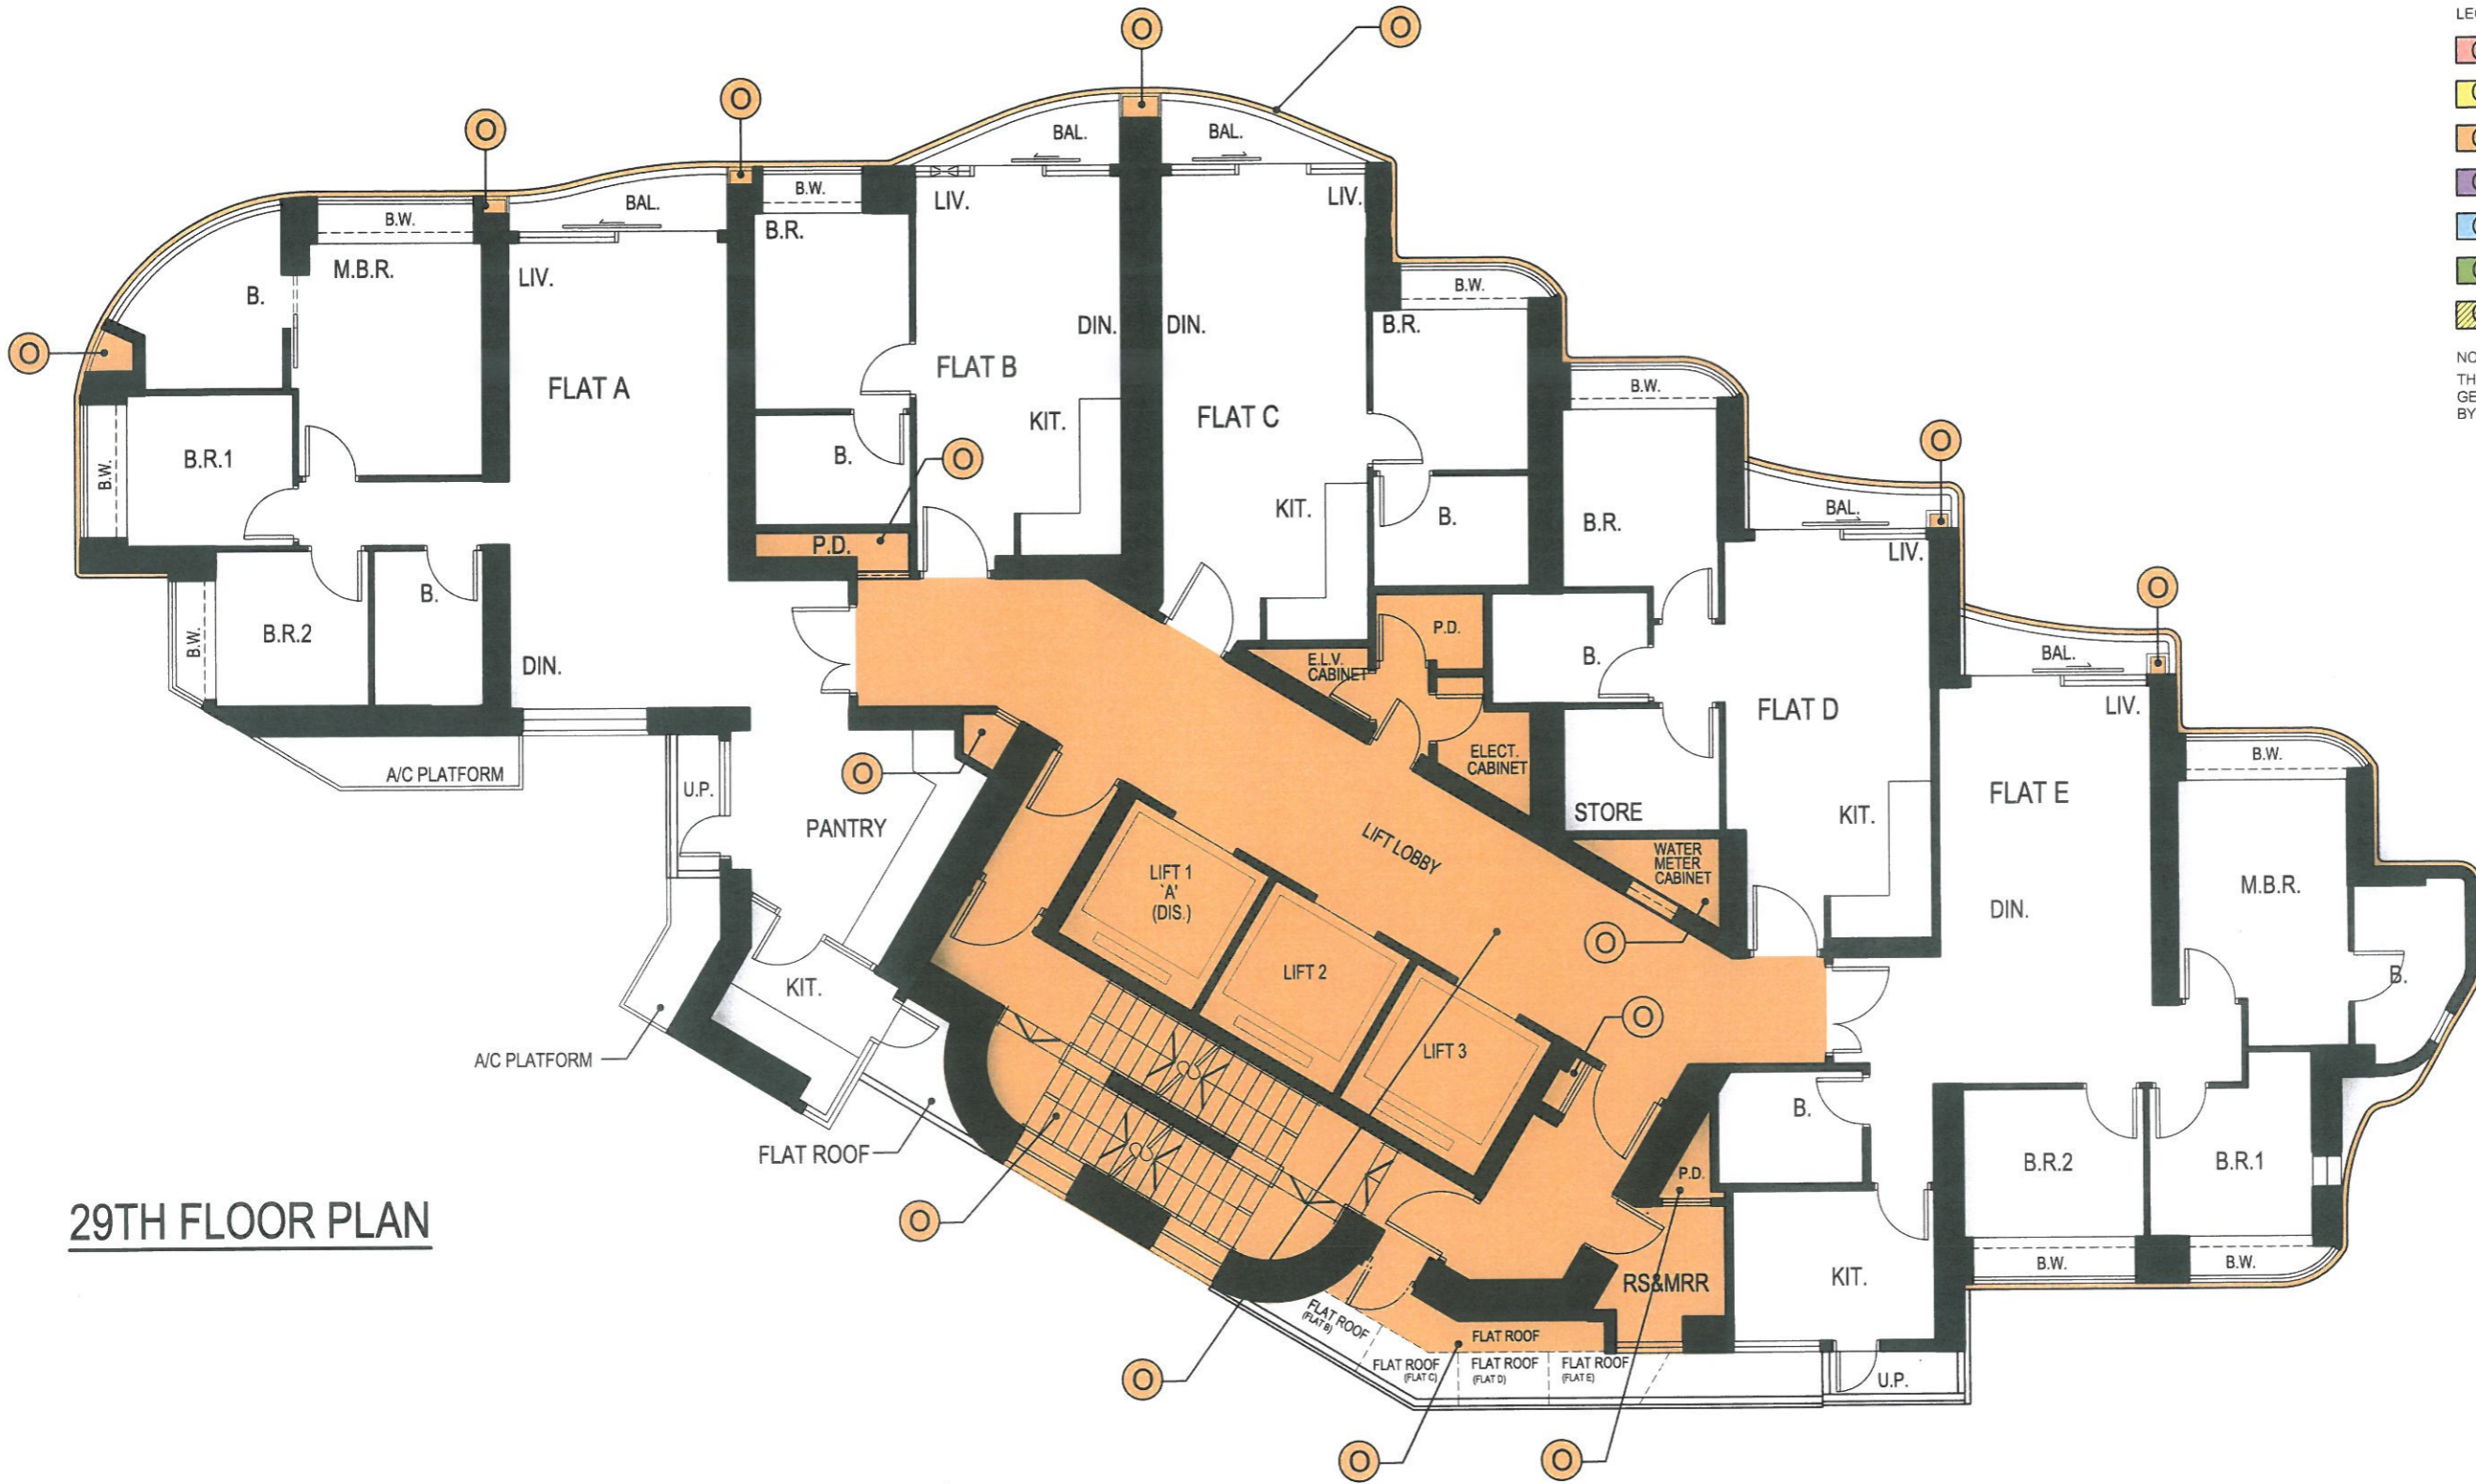 O
O
LE
O
BAL.
BAL.
O
B.W.
LIV.
LIV.
BAL.
B.W.
B.R.
M.B.R.
LIV.
B.
B.W.
DIN.
DIN.
B.R.
O
FLAT B
FLAT A
B.W.
NO
TH
GE
BY
FLAT C
KIT.
O
B.R.1
B.
O
B.W.
KIT.
B.
BAL.
B.R.
P.D.
LIV.
O
B.
B.R.2
B.W.
P.D.
B.
BAL.
DIN.
E.L.V.
CABINET
FLAT D
LIV.
ELECT.
CABINET
B.W.
A/C PLATFORM
O
U.P.
FLAT E
STORE
KIT.
PANTRY
LIFT LOBBY
WATER
METER
CABINET
LIFT 1
'A'
(DIS.)
M.B.R.
DIN.
O
LIFT 2
B.
KIT.
O
LIFT 3
A/C PLATFORM
B.
FLAT ROOF
P.D.
B.R.2
B.R.1
29TH FLOOR PLAN
O
RS&MRR
KIT.
B.W.
B.W.
FLAT ROOF
(FLAT B)
FLAT ROOF
FLAT ROOF
(FLAT C)
FLAT ROOF
(FLAT D)
FLAT ROOF
(FLAT E)
U.P.
O
O
O